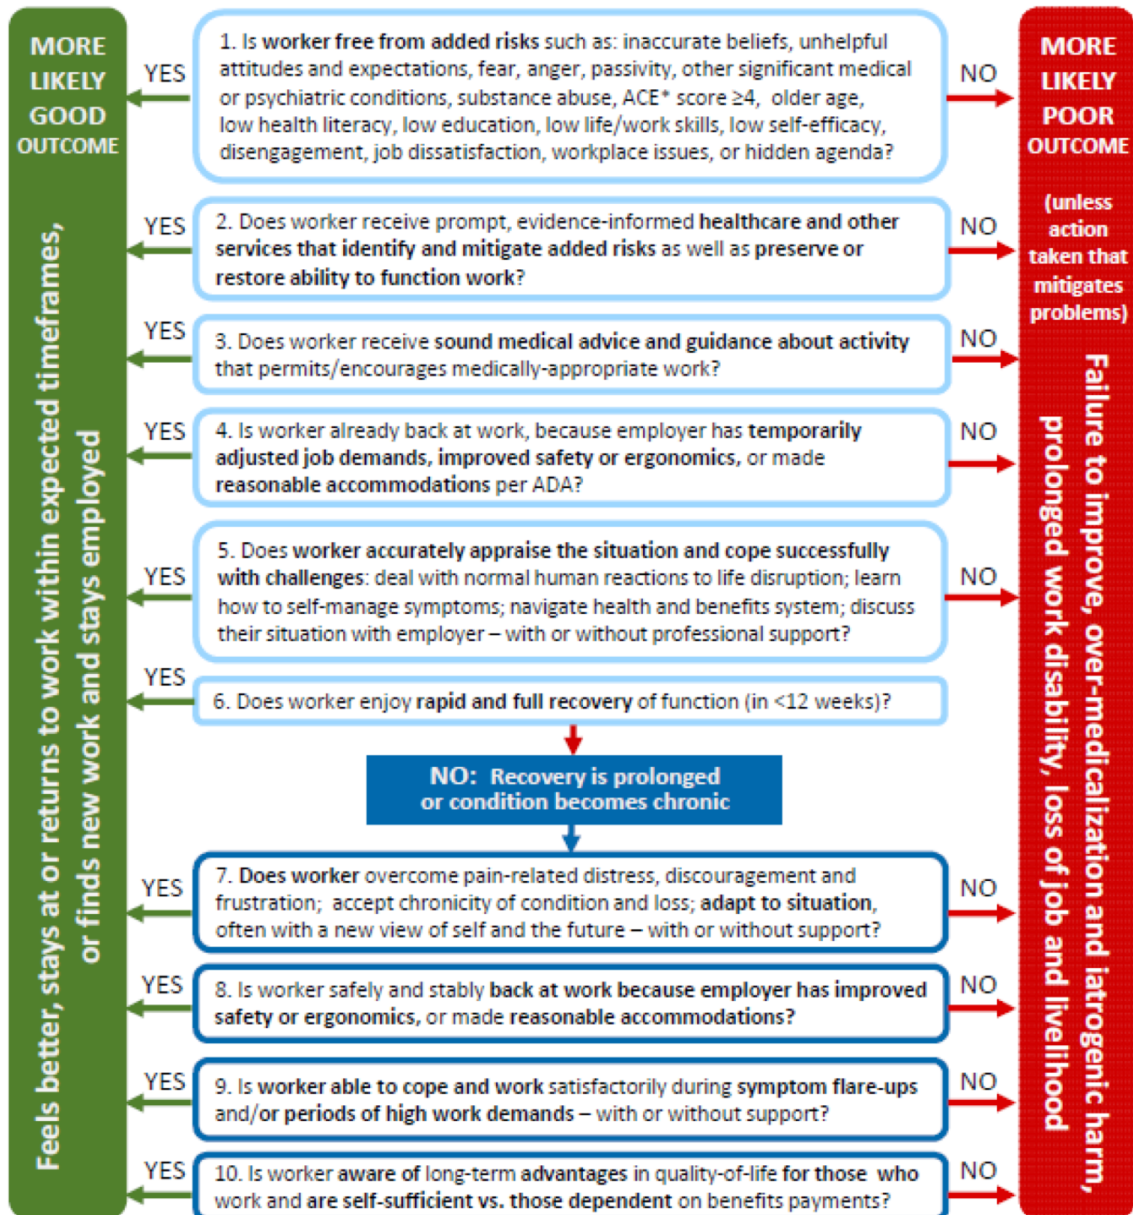 MORE
LIKELY
GOOD
OUTCOME
Feels better, stays at or returns to work within expected timeframes,
or finds new work and stays employed
YES
1. Is worker free from added risks such as: inaccurate beliefs, unhelpful
attitudes and expectations, fear, anger, passivity, other significant medical
or psychiatric conditions, substance abuse, ACE* score ≥4, older age,
low health literacy, low education, low life/work skills, low self-efficacy,
disengagement, job dissatisfaction, workplace issues, or hidden agenda?
NO
YES
2. Does worker receive prompt, evidence-informed healthcare and other
services that identify and mitigate added risks as well as preserve or
restore ability to function work?
NO
YES
3. Does worker receive sound medical advice and guidance about activity
that permits/encourages medically-appropriate work?
NO
YES
4. Is worker already back at work, because employer has temporarily
adjusted job demands, improved safety or ergonomics, or made
reasonable accommodations per ADA?
NO
YES
5. Does worker accurately appraise the situation and cope successfully
with challenges: deal with normal human reactions to life disruption; learn
how to self-manage symptoms; navigate health and benefits system; discuss
their situation with employer – with or without professional support?
NO
YES
6. Does worker enjoy rapid and full recovery of function (in <12 weeks)?
NO: Recovery is prolonged
or condition becomes chronic
YES
7. Does worker overcome pain-related distress, discouragement and
frustration; accept chronicity of condition and loss; adapt to situation,
often with a new view of self and the future – with or without support?
NO
YES
8. Is worker safely and stably back at work because employer has improved
safety or ergonomics, or made reasonable accommodations?
NO
YES
9. Is worker able to cope and work satisfactorily during symptom flare-ups
and/or periods of high work demands – with or without support?
NO
YES
10. Is worker aware of long-term advantages in quality-of-life for those who
work and are self-sufficient vs. those dependent on benefits payments?
NO
MORE
LIKELY
POOR
OUTCOME
(unless
action
taken that
mitigates
problems)
Failure to improve, over-medicalization and iatrogenic harm,
prolonged work disability, loss of job and livelihood